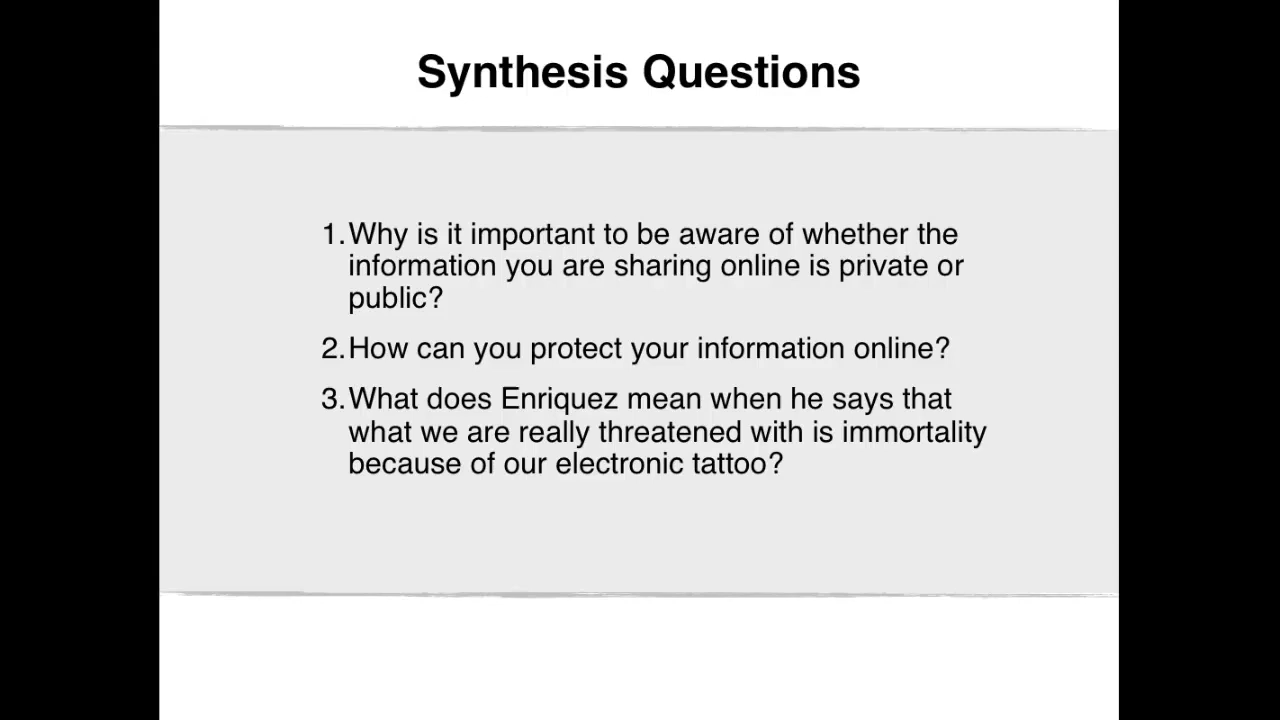 Synthesis Questions
1. Why is it important to be aware of whether the
information you are sharing online is private or
public?
2. How can you protect your information online?
3. What does Enriquez mean when he says that
what we are really threatened with is immortality
because of our electronic tattoo?